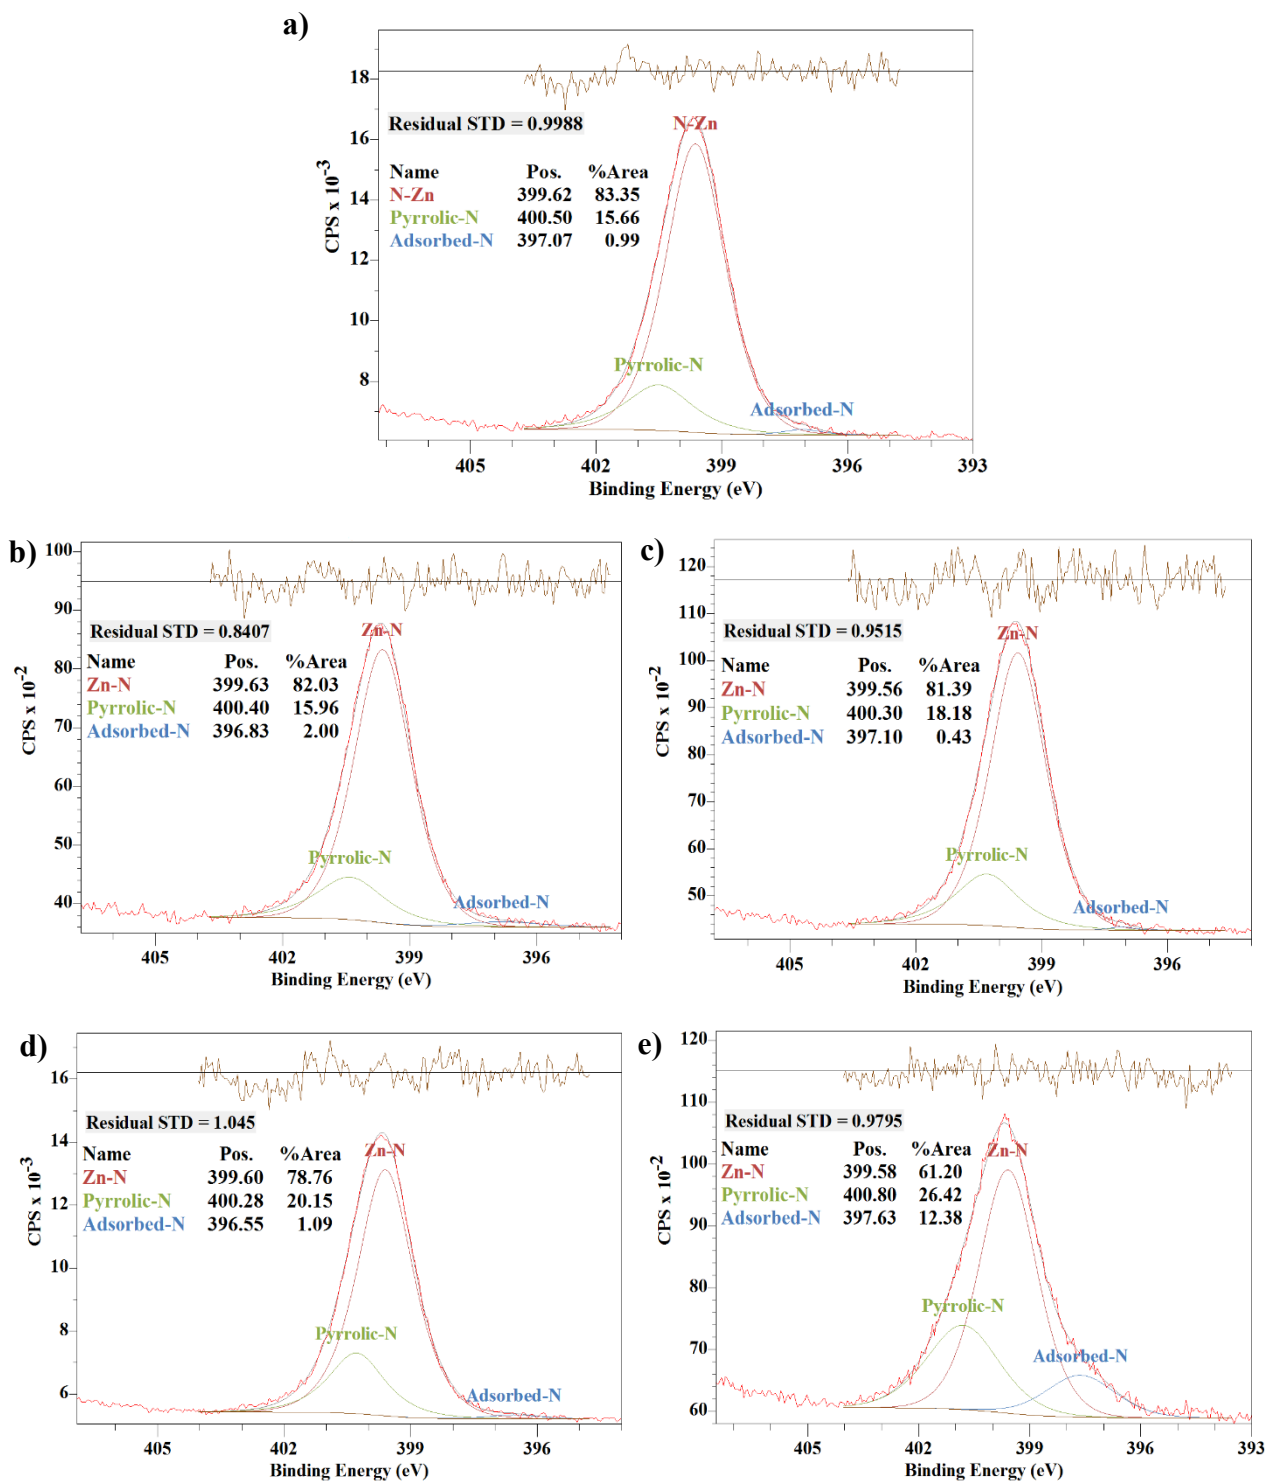 a)
18
Residual STD = 0.9988
N-Zn
16
Name Pos. %Area
N-Zn 399.62 83.35
Pyrrolic-N 400.50 15.66
Adsorbed-N 397.07 0.99
14
12
10
8
CPS x 10-3
Pyrrolic-N
Adsorbed-N
405 402 399 396 393
Binding Energy (eV)
b)
100
90
Residual STD = 0.8407
Zn-N
Name Pos. %Area
Zn-N 399.63 82.03
Pyrrolic-N 400.40 15.96
Adsorbed-N 396.83 2.00
80
70
60
50
40
CPS x 10-2
Pyrrolic-N
Adsorbed-N
405 402 399 396
Binding Energy (eV)
c)
120
110
Residual STD = 0.9515
Zn-N
Name Pos. %Area
Zn-N 399.56 81.39
Pyrrolic-N 400.30 18.18
Adsorbed-N 397.10 0.43
100
90
80
70
60
50
CPS x 10-2
Pyrrolic-N
Adsorbed-N
405 402 399 396
Binding Energy (eV)
d)
16
Residual STD = 1.045
Zn-N
Name Pos. %Area
Zn-N 399.60 78.76
Pyrrolic-N 400.28 20.15
Adsorbed-N 396.55 1.09
14
12
10
8
6
CPS x 10-3
Pyrrolic-N
Adsorbed-N
405 402 399 396
Binding Energy (eV)
e)
120
110
Residual STD = 0.9795
Zn-N
Name Pos. %Area
Zn-N 399.58 61.20
Pyrrolic-N 400.80 26.42
Adsorbed-N 397.63 12.38
100
90
80
70
60
CPS x 10-2
Pyrrolic-N
Adsorbed-N
405 402 399 396 393
Binding Energy (eV)